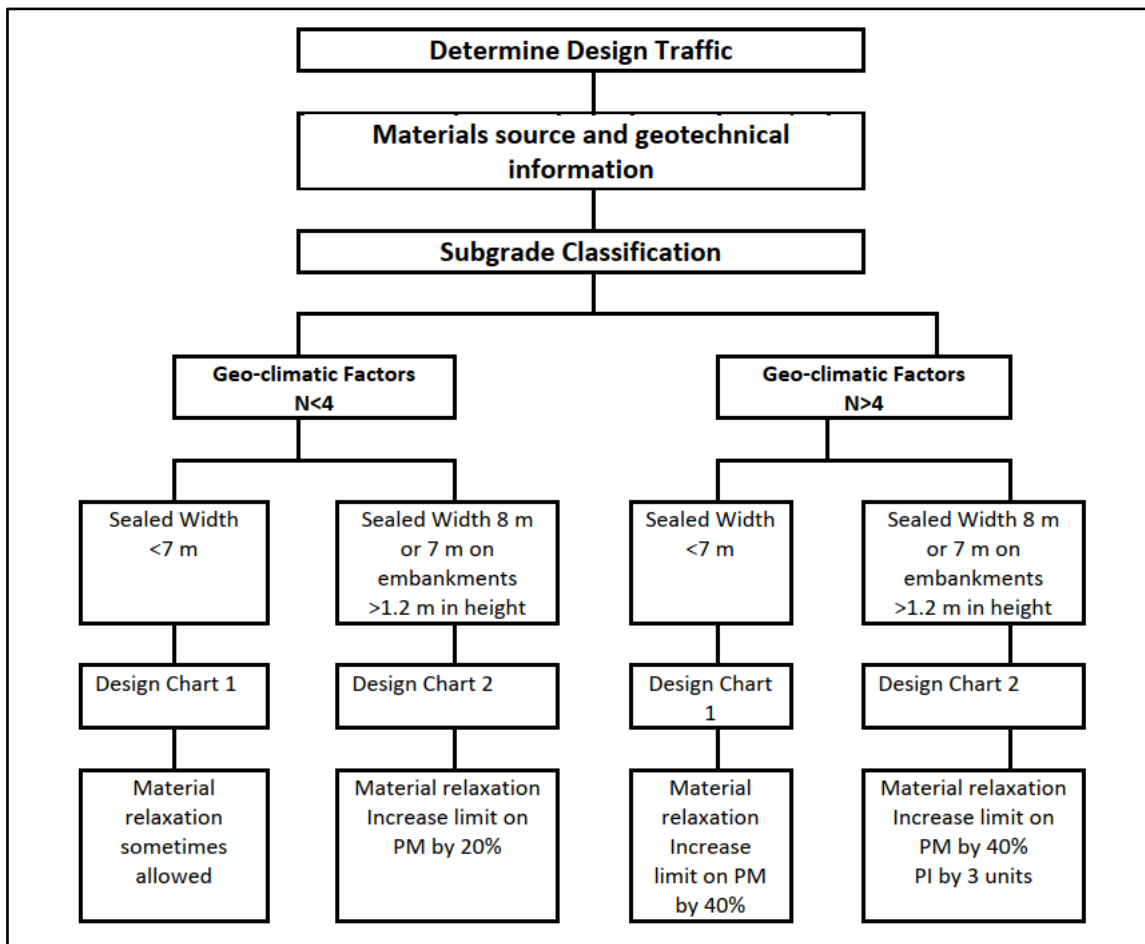 Determine Design Traffic
Materials source and geotechnical
information
Subgrade Classification
Geo-climatic Factors
N<4
Geo-climatic Factors
N>4
Sealed Width
<7 m
Sealed Width 8 m
or 7 m on
embankments
>1.2 m in height
Sealed Width
<7 m
Sealed Width 8 m
or 7 m on
embankments
>1.2 m in height
Design Chart 1
Design Chart 2
Design Chart
1
Design Chart 2
Material
relaxation
sometimes
allowed
Material relaxation
Increase limit on
PM by 20%
Material
relaxation
Increase
limit on PM
by 40%
Material relaxation
Increase limit on
PM by 40%
PI by 3 units